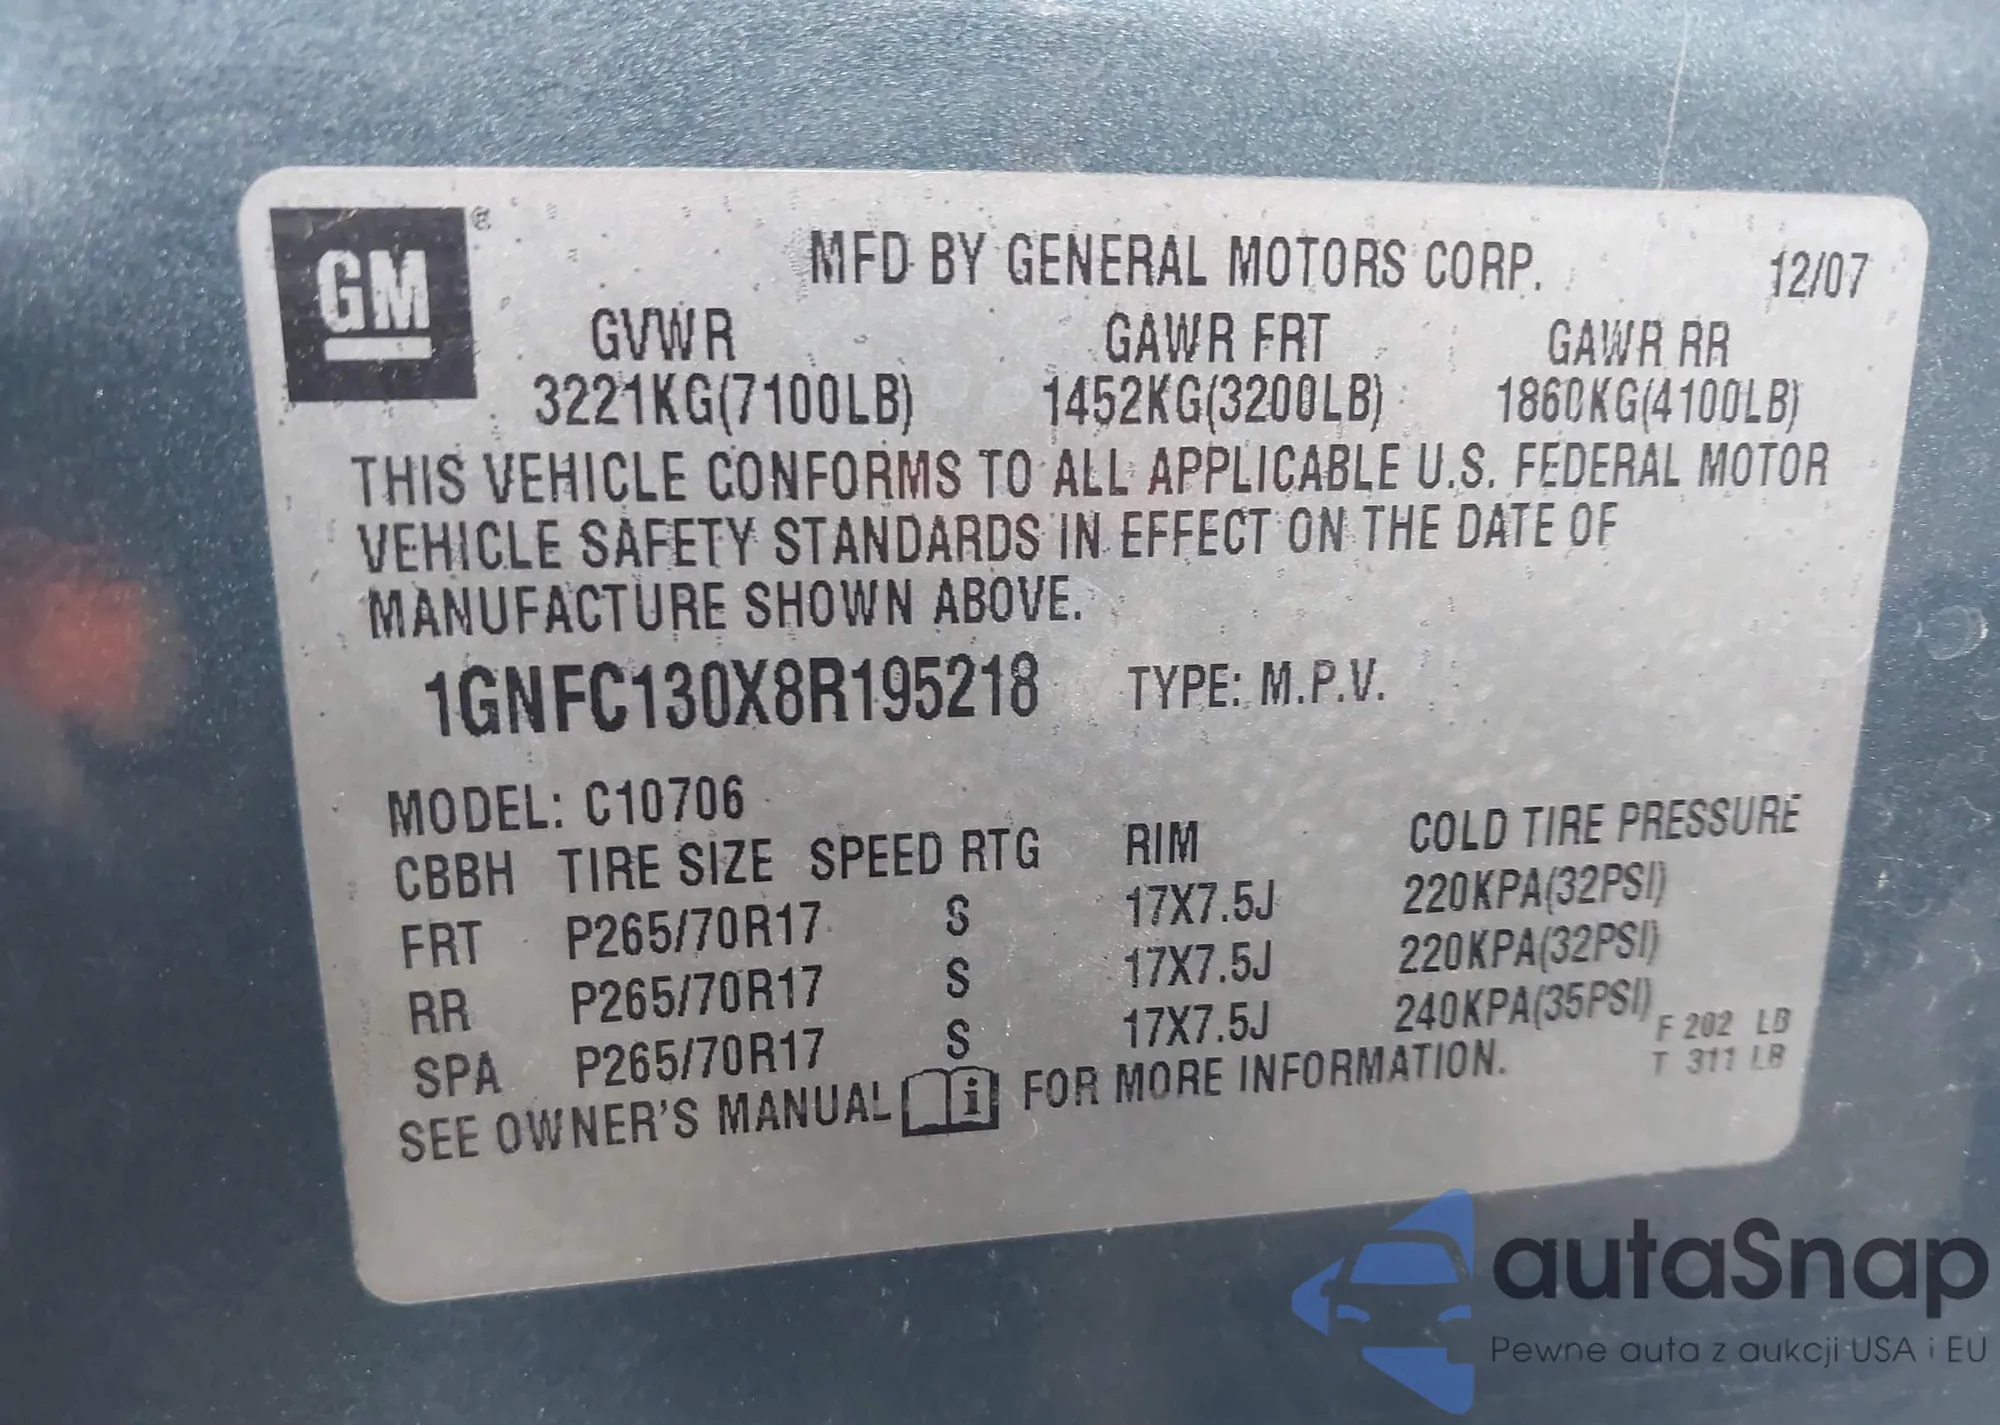 GM ®
MFD BY GENERAL MOTORS CORP. 12/07
GVWR GAWR FRT GAWR RR
3221KG(7100LB) 1452KG(3200LB) 1860KG(4100LB)
THIS VEHICLE CONFORMS TO ALL APPLICABLE U.S. FEDERAL MOTOR
VEHICLE SAFETY STANDARDS IN EFFECT ON THE DATE OF
MANUFACTURE SHOWN ABOVE.
1GNFC130X8R195218 TYPE: M.P.V.
MODEL: C10706
CBBH TIRE SIZE SPEED RTG RIM COLD TIRE PRESSURE
FRT P265/70R17 S 17X7.5J 220KPA(32PSI)
RR P265/70R17 S 17X7.5J 220KPA(32PSI)
SPA P265/70R17 S 17X7.5J 240KPA(35PSI)
F 202 LB
T 311 LB
SEE OWNER'S MANUAL i FOR MORE INFORMATION.
autaSnap
Pewne auta z aukcji USA i EU